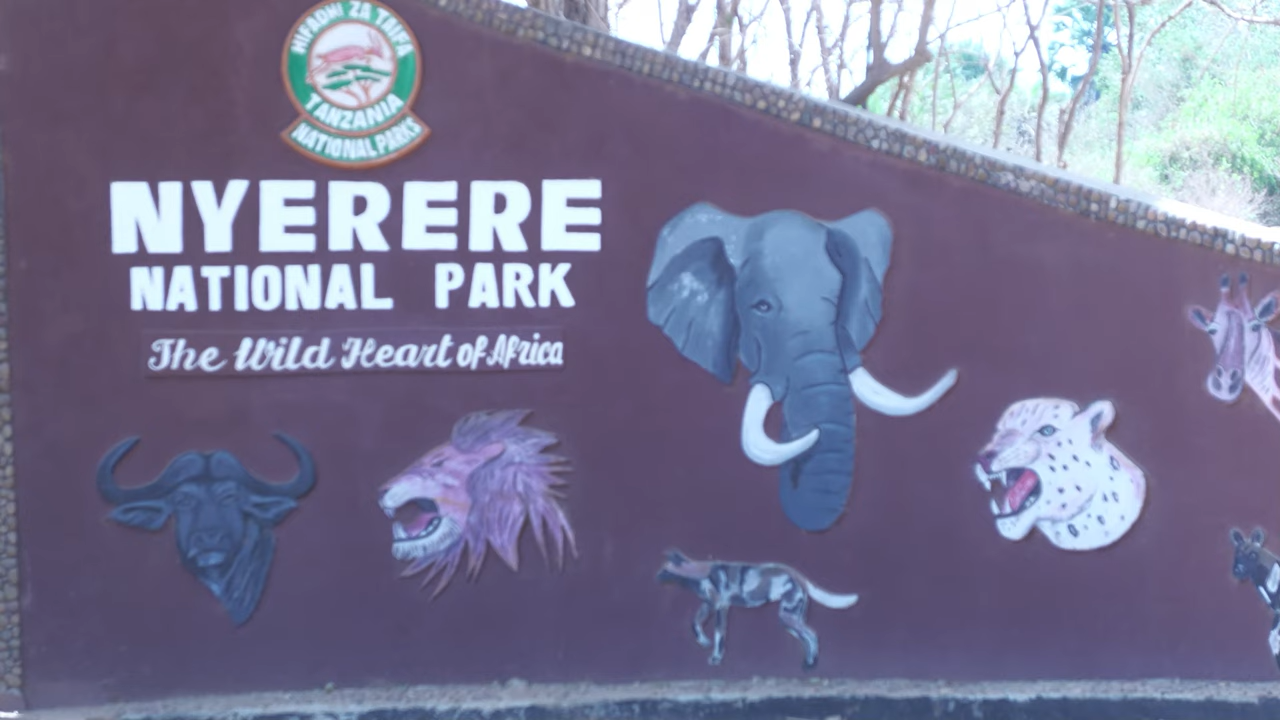 HIFADHI ZA TAIFA
TANZANIA
NATIONAL PARKS
NYERERE
NATIONAL PARK
The Wild Heart of Africa